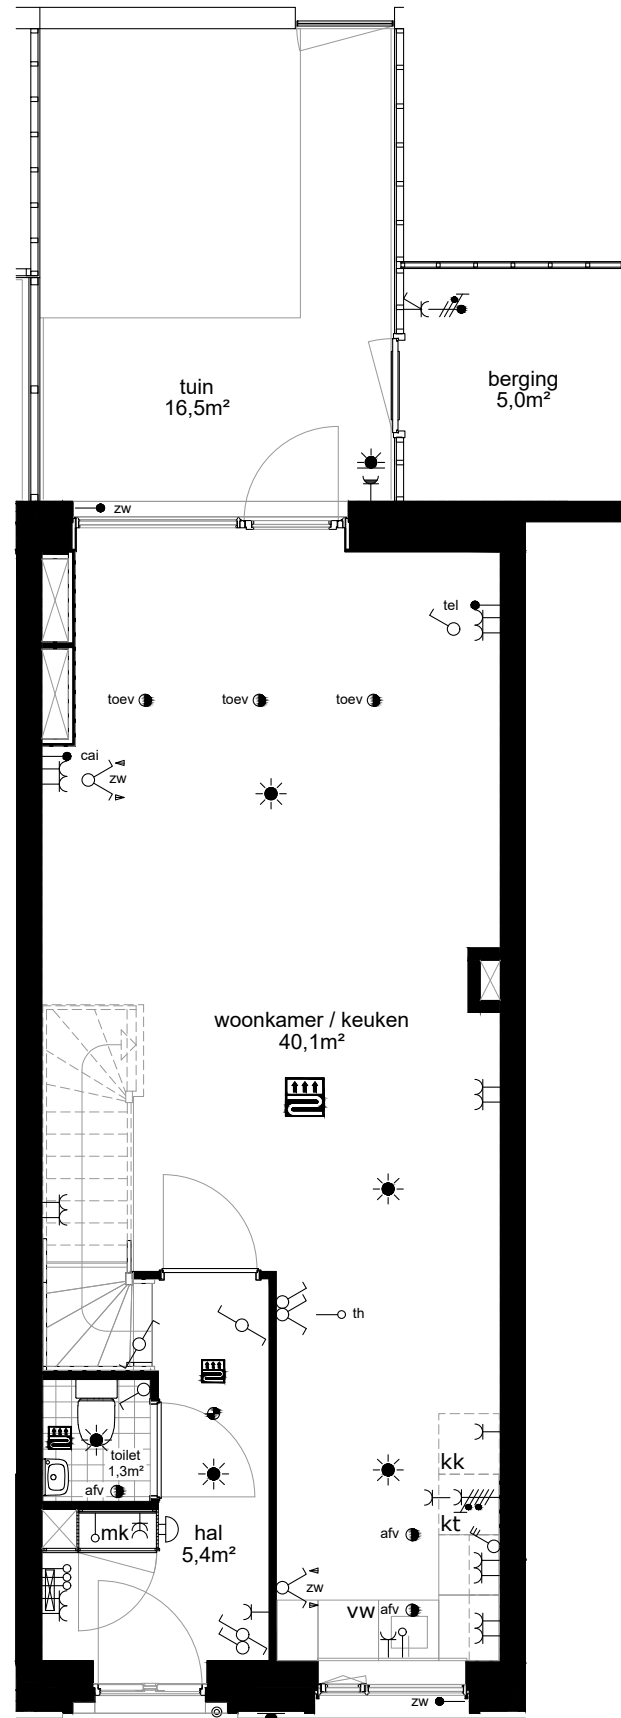 tuin
16,5m²
berging
5,0m²
zw
tel
toev
toev
toev
cai
zw
woonkamer / keuken
40,1m²
th
toilet
1,3m²
afv
kk
kt
mk
hal
5,4m²
afv
zw
vw
afv
zw